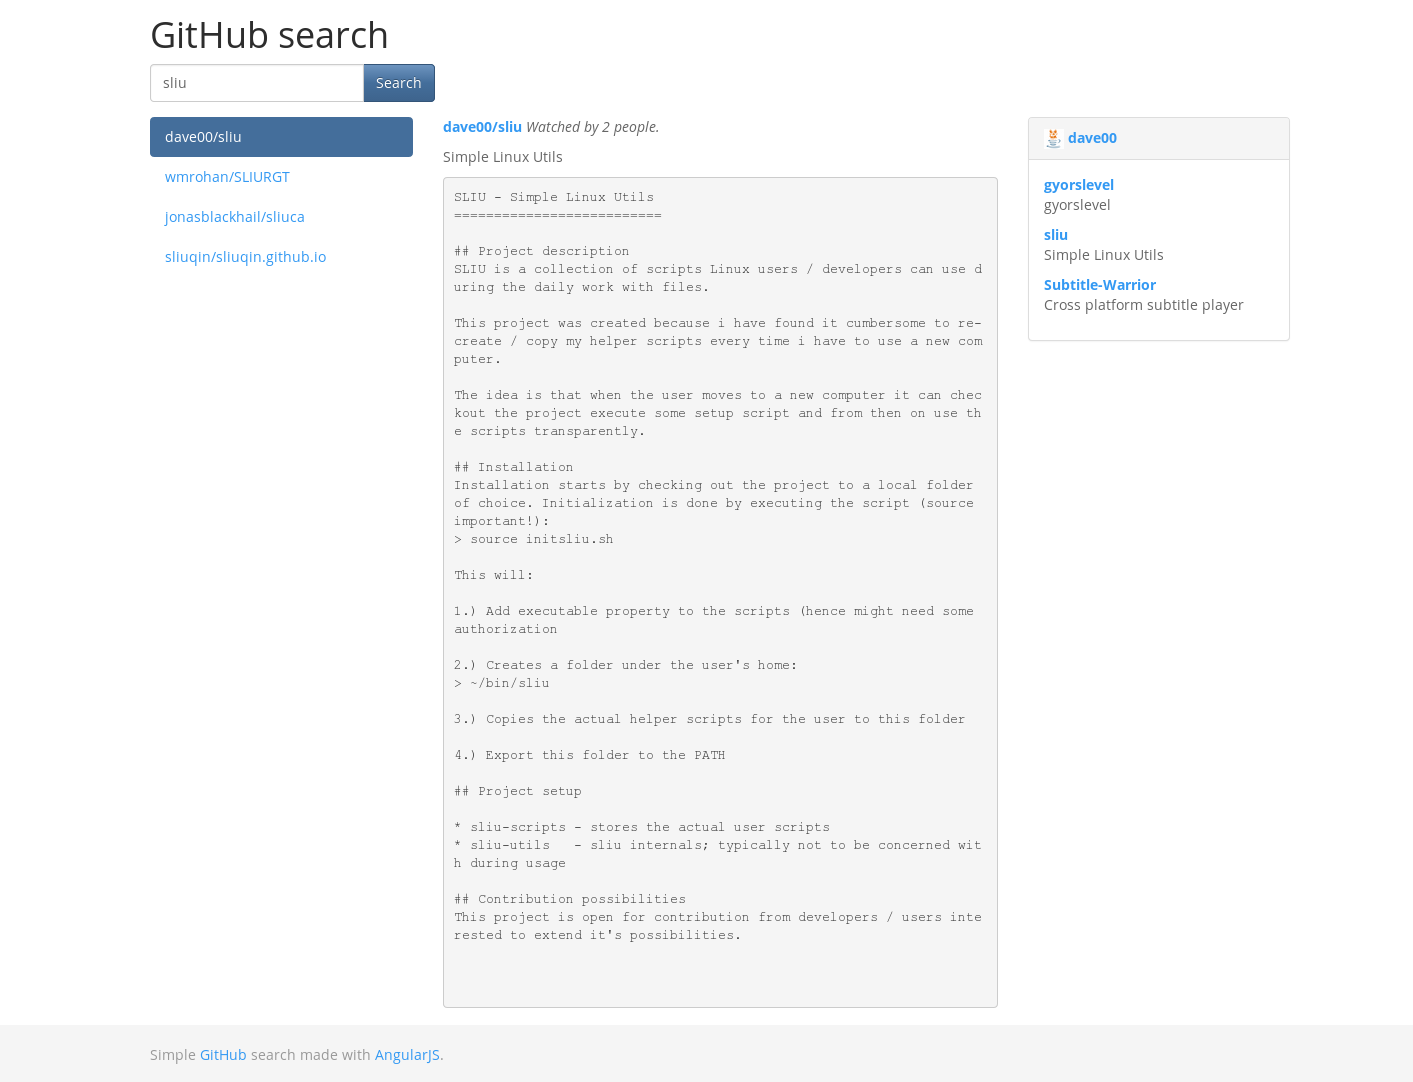 GitHub search
sliu
Search
dave00/sliu
wmrohan/SLIURGT
jonasblackhail/sliuca
sliuqin/sliuqin.github.io
dave00/sliu Watched by 2 people.
Simple Linux Utils
SLIU - Simple Linux Utils
==========================
## Project description
SLIU is a collection of scripts Linux users / developers can use d
uring the daily work with files.
This project was created because i have found it cumbersome to re-
create / copy my helper scripts every time i have to use a new com
puter.
The idea is that when the user moves to a new computer it can chec
kout the project execute some setup script and from then on use th
e scripts transparently.
## Installation
Installation starts by checking out the project to a local folder
of choice. Initialization is done by executing the script (source
important!):
> source initsliu.sh
This will:
1.) Add executable property to the scripts (hence might need some
authorization
2.) Creates a folder under the user's home:
> ~/bin/sliu
3.) Copies the actual helper scripts for the user to this folder
4.) Export this folder to the PATH
## Project setup
* sliu-scripts - stores the actual user scripts
* sliu-utils   - sliu internals; typically not to be concerned wit
h during usage
## Contribution possibilities
This project is open for contribution from developers / users inte
rested to extend it's possibilities.
dave00
gyorslevel
gyorslevel
sliu
Simple Linux Utils
Subtitle-Warrior
Cross platform subtitle player
Simple GitHub search made with AngularJS.